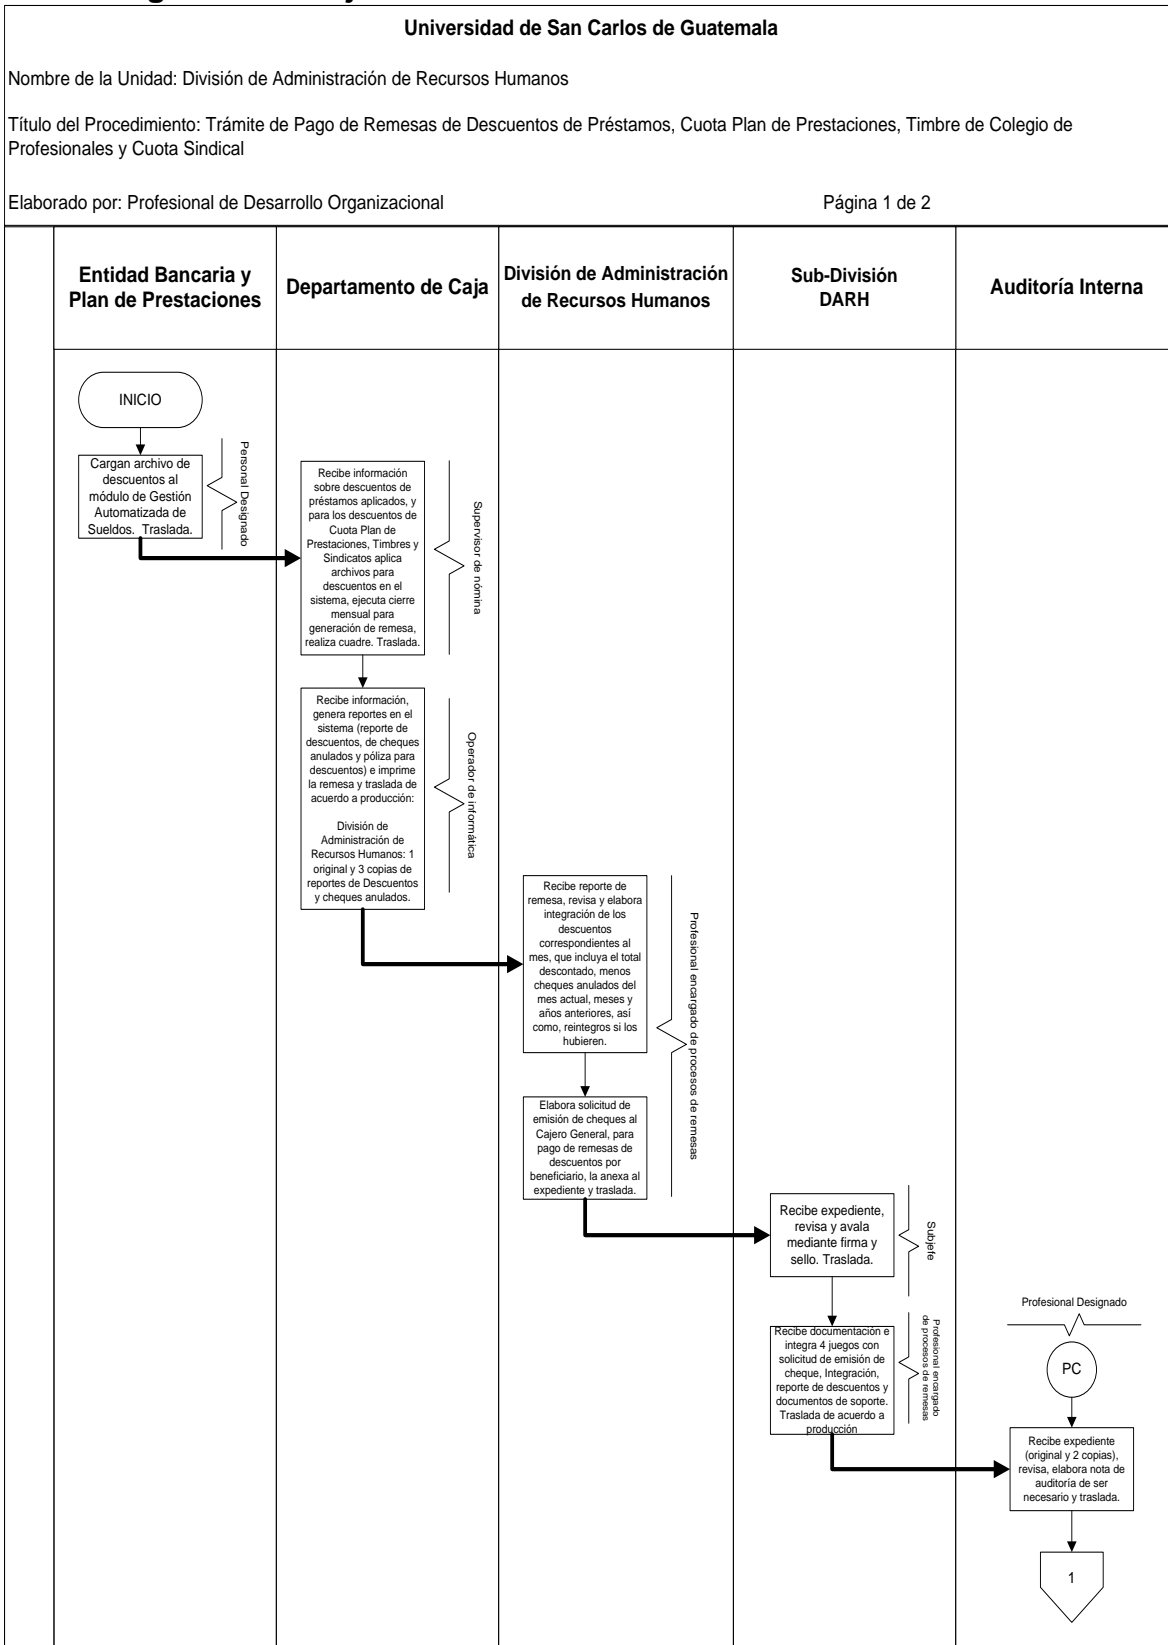 Universidad de San Carlos de Guatemala
Nombre de la Unidad: División de Administración de Recursos Humanos
Título del Procedimiento: Trámite de Pago de Remesas de Descuentos de Préstamos, Cuota Plan de Prestaciones, Timbre de Colegio de
Profesionales y Cuota Sindical
Elaborado por: Profesional de Desarrollo Organizacional
Página 1 de 2
Entidad Bancaria y
Plan de Prestaciones
Departamento de Caja
División de Administración
de Recursos Humanos
Sub-División
DARH
Auditoría Interna
INICIO
Cargan archivo de
descuentos al
módulo de Gestión
Automatizada de
Sueldos. Traslada.
Personal Designado
Recibe información
sobre descuentos de
préstamos aplicados, y
para los descuentos de
Cuota Plan de
Prestaciones, Timbres y
Sindicatos aplica
archivos para
descuentos en el
sistema, ejecuta cierre
mensual para
generación de remesa,
realiza cuadre. Traslada.
Supervisor de nómina
Recibe información,
genera reportes en el
sistema (reporte de
descuentos, de cheques
anulados y póliza para
descuentos) e imprime
la remesa y traslada de
acuerdo a producción:
División de
Administración de
Recursos Humanos: 1
original y 3 copias de
reportes de Descuentos
y cheques anulados.
Operador de informática
Recibe reporte de
remesa, revisa y elabora
integración de los
descuentos
correspondientes al
mes, que incluya el total
descontado, menos
cheques anulados del
mes actual, meses y
años anteriores, así
como, reintegros si los
hubieren.
Profesional encargado de procesos de remesas
Elabora solicitud de
emisión de cheques al
Cajero General, para
pago de remesas de
descuentos por
beneficiario, la anexa al
expediente y traslada.
Recibe expediente,
revisa y avala
mediante firma y
sello. Traslada.
Subjefe
Recibe documentación e
integra 4 juegos con
solicitud de emisión de
cheque, Integración,
reporte de descuentos y
documentos de soporte.
Traslada de acuerdo a
producción
Profesional encargado
de procesos de remesas
Profesional Designado
PC
Recibe expediente
(original y 2 copias),
revisa, elabora nota de
auditoría de ser
necesario y traslada.
1